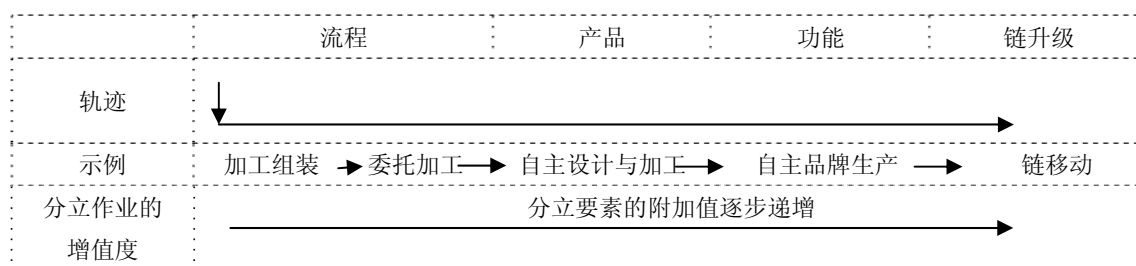 流程 产品 功能 链升级
轨迹
示例 加工组装 委托加工 自主设计与加工 自主品牌生产 链移动
分立作业的
增值度
分立要素的附加值逐步递增